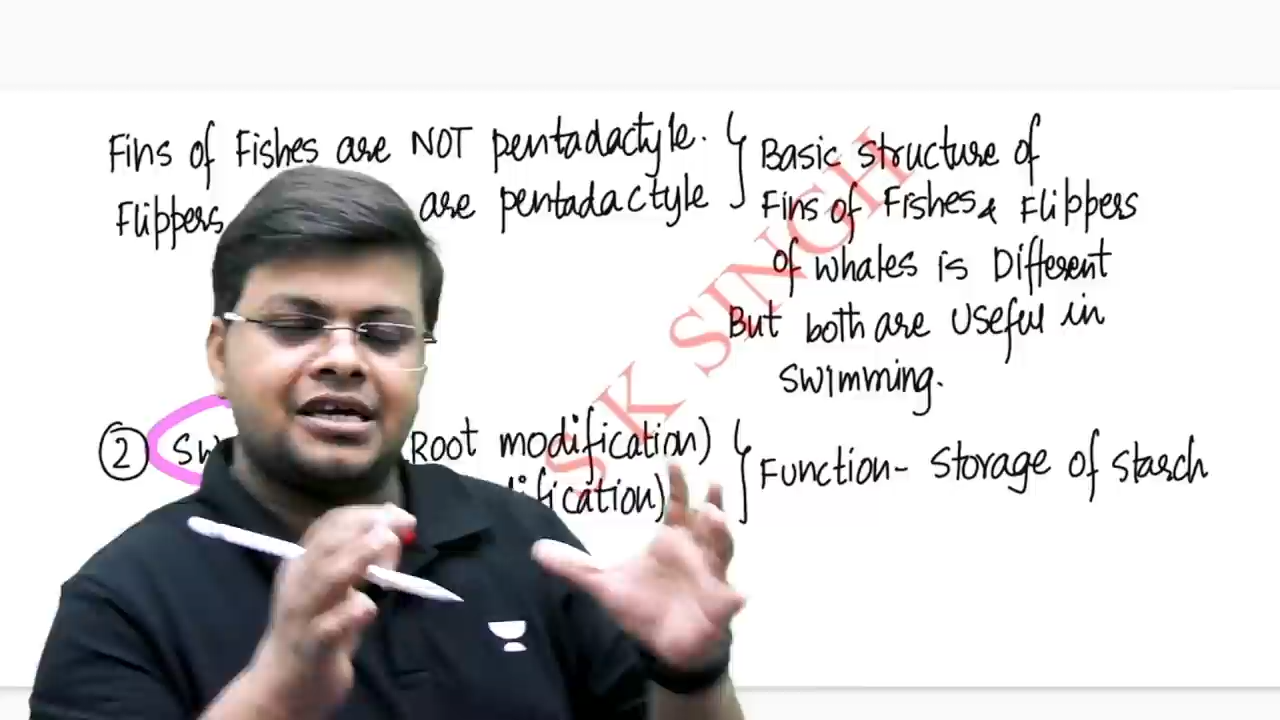 Fins of Fishes are NOT pentadactyle.
Flippers are pentadactyle
Basic structure of
Fins of Fishes & Flippers
of whales is Different
But both are Useful in
Swimming.
② Sw Root modification)
ification)
Function- Storage of starch
S K SINGH